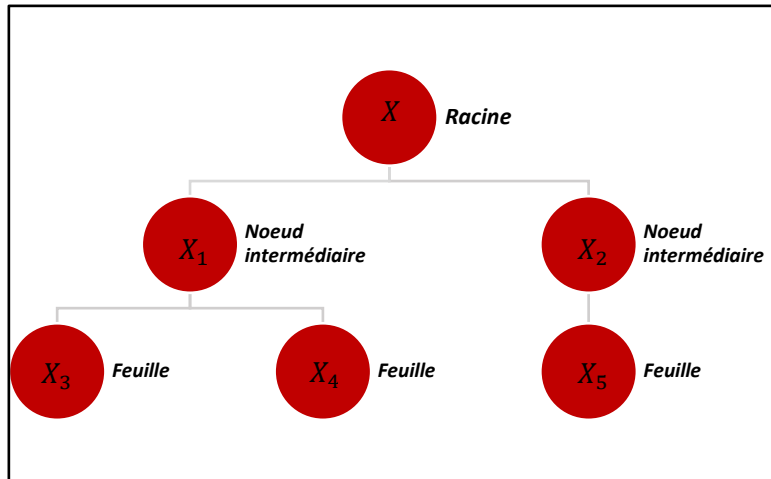 X
Racine
X₁
Noeud
intermédiaire
X₂
Noeud
intermédiaire
X₃
Feuille
X₄
Feuille
X₅
Feuille